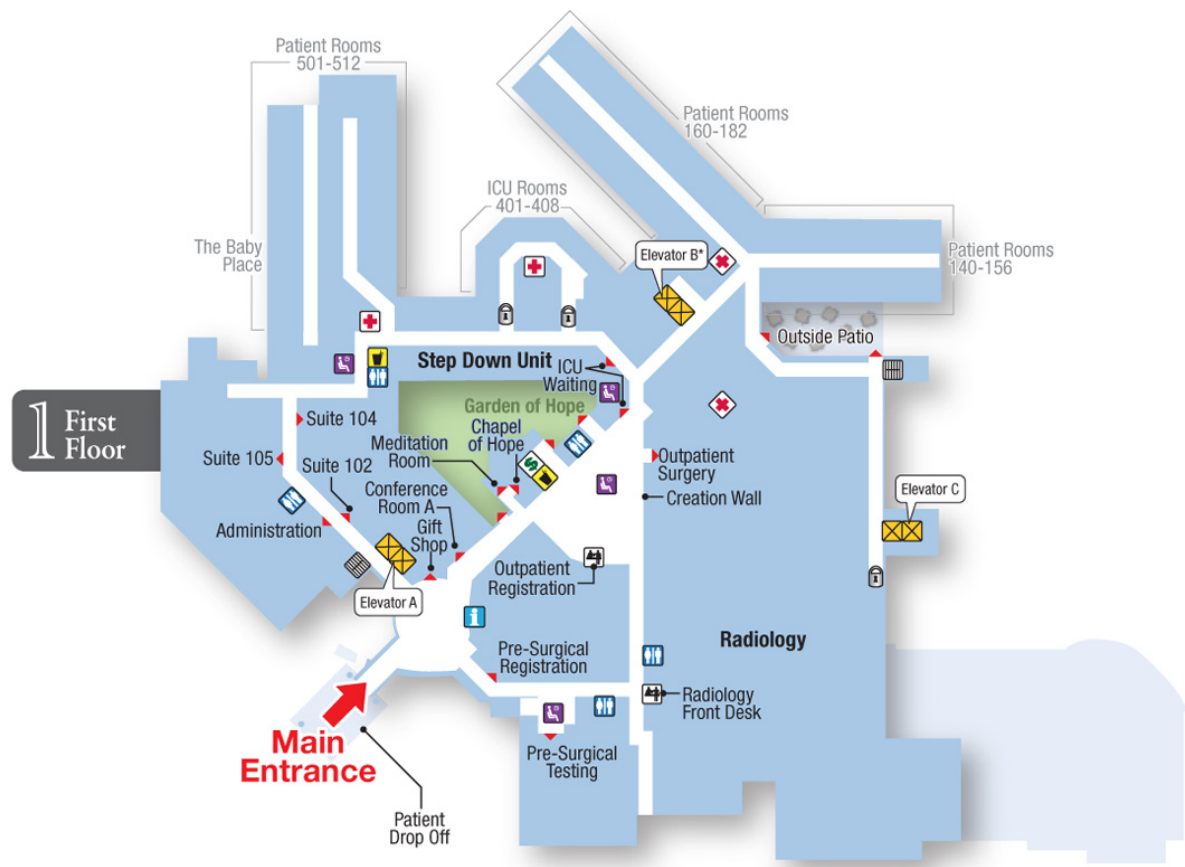 Patient Rooms
501-512
Patient Rooms
160-182
ICU Rooms
401-408
The Baby
Place
Elevator B*
Patient Rooms
140-156
Outside Patio
Step Down Unit
ICU
Waiting
1 First
Floor
Garden of Hope
Suite 104
Chapel
of Hope
Meditation
Room
$
Suite 105
Suite 102
Outpatient
Surgery
Conference
Room A
Creation Wall
Elevator C
Administration
Gift
Shop
Outpatient
Registration
Elevator A
i
Pre-Surgical
Registration
Radiology
Radiology
Front Desk
Main
Entrance
Pre-Surgical
Testing
Patient
Drop Off